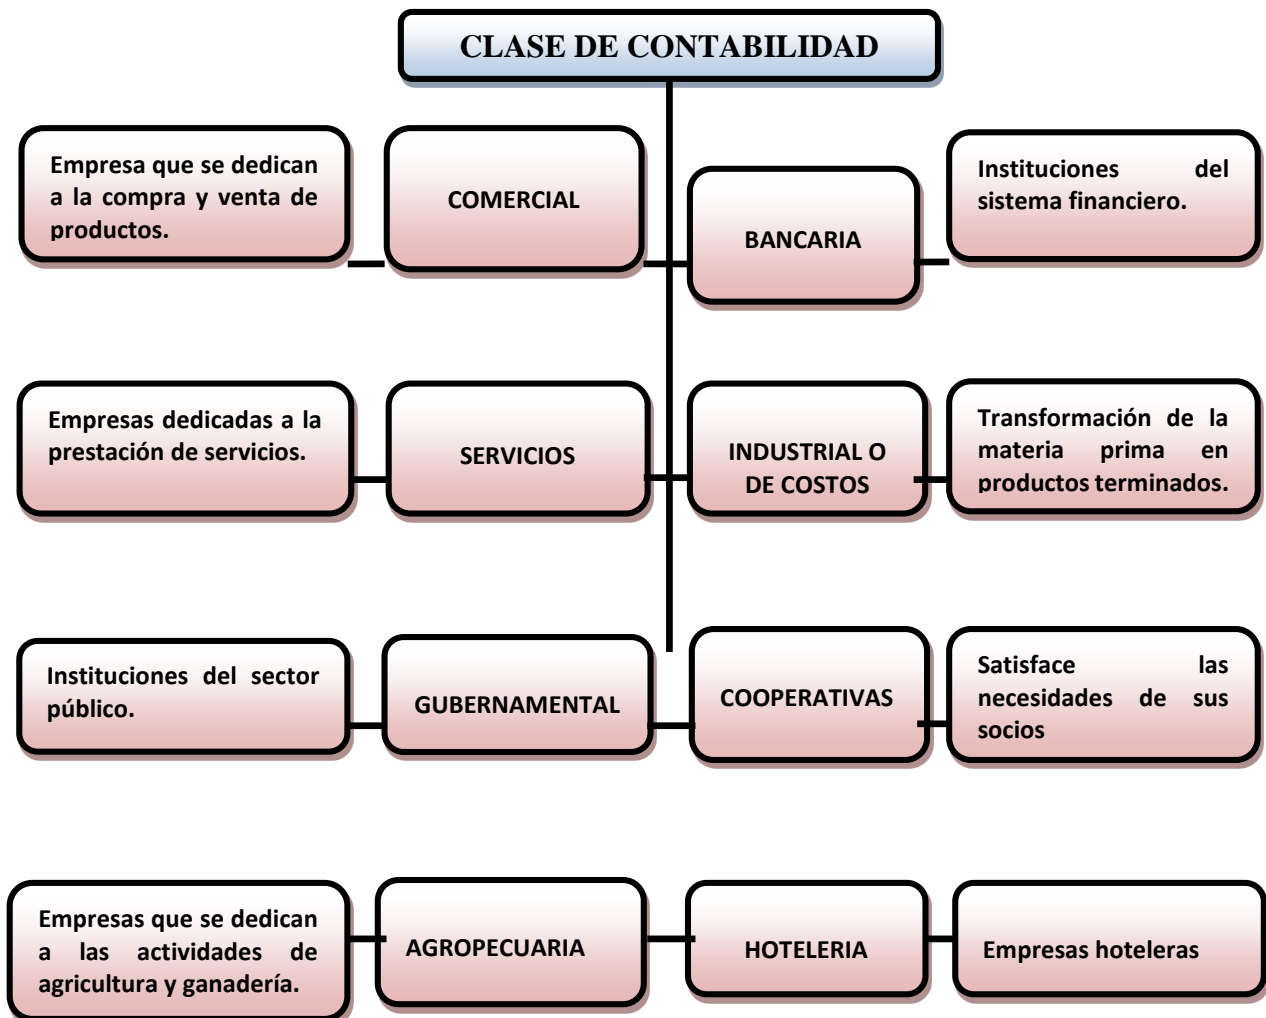 CLASE DE CONTABILIDAD
Empresa que se dedican
a la compra y venta de
productos.
COMERCIAL
BANCARIA
Instituciones del
sistema financiero.
Empresas dedicadas a la
prestación de servicios.
SERVICIOS
INDUSTRIAL O
DE COSTOS
Transformación de la
materia prima en
productos terminados.
Instituciones del sector
público.
GUBERNAMENTAL
COOPERATIVAS
Satisface las
necesidades de sus
socios
Empresas que se dedican
a las actividades de
agricultura y ganadería.
AGROPECUARIA
HOTELERIA
Empresas hoteleras